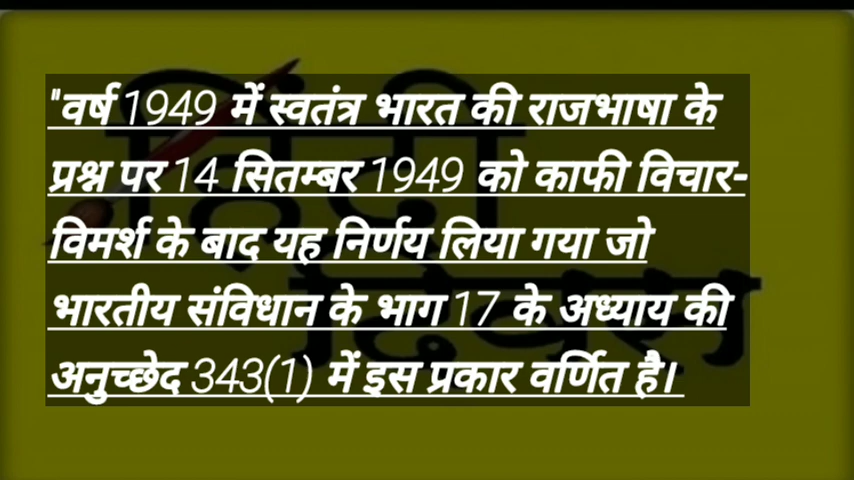 "वर्ष 1949 में स्वतंत्र भारत की राजभाषा के
प्रश्न पर 14 सितम्बर 1949 को काफी विचार-
विमर्श के बाद यह निर्णय लिया गया जो
भारतीय संविधान के भाग 17 के अध्याय की
अनुच्छेद 343(1) में इस प्रकार वर्णित है।
हिंदी
दिवस